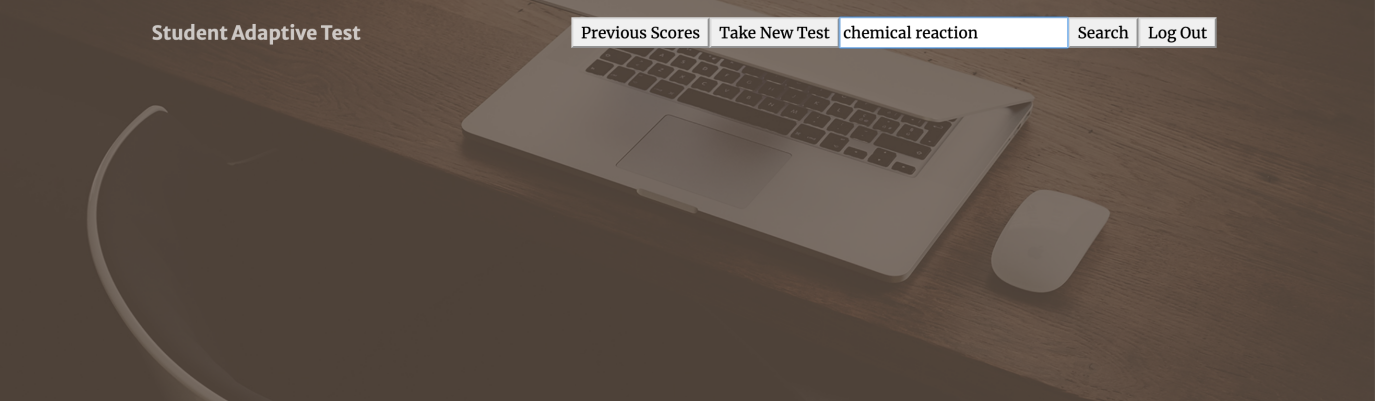 Student Adaptive Test
Previous Scores Take New Test chemical reaction Search Log Out